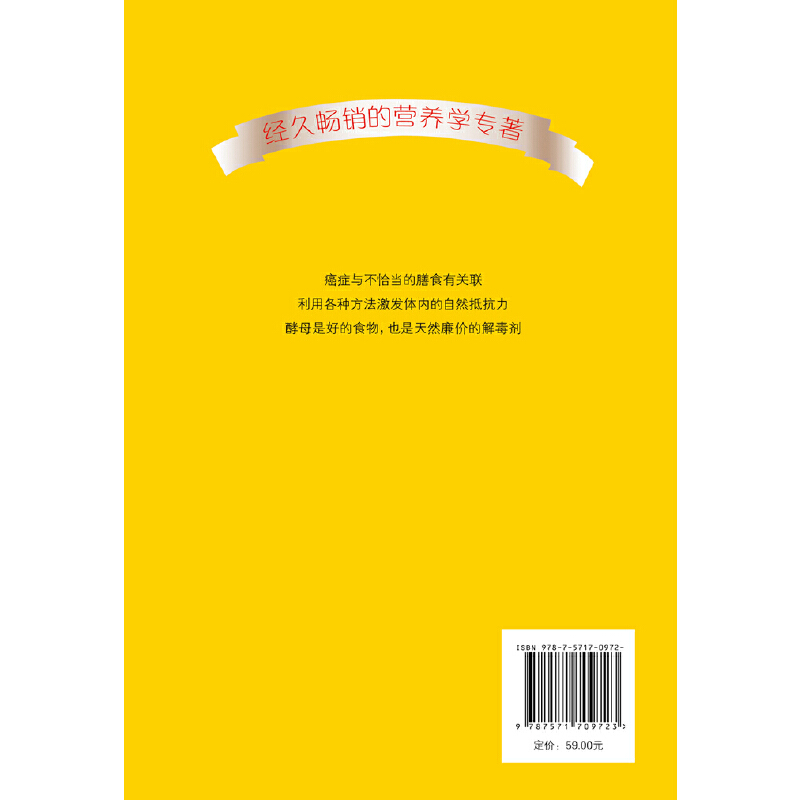 经久畅销的营养学专著
癌症与不恰当的膳食有关联
利用各种方法激发体内的自然抵抗力
酵母是好的食物，也是天然廉价的解毒剂
ISBN 978-7-5717-0972-
9 787571 709723 >
定价：59.00元